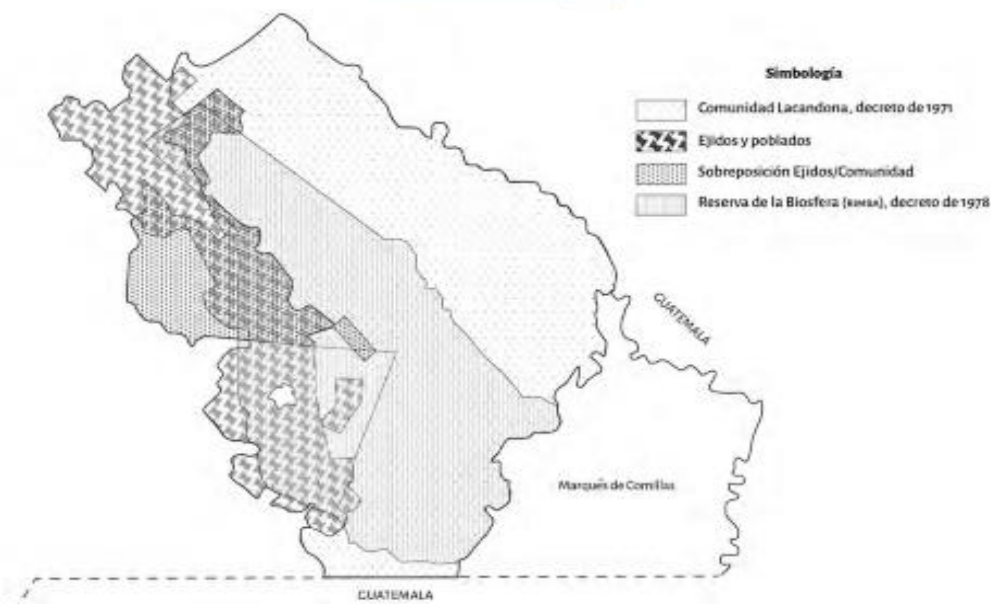 Simbología
Comunidad Lacandona, decreto de 1971
Ejidos y poblados
Sobreposición Ejidos/Comunidad
Reserva de la Biosfera (RIMBA), decreto de 1978
GUATEMALA
Marqués de Comillas
GUATEMALA